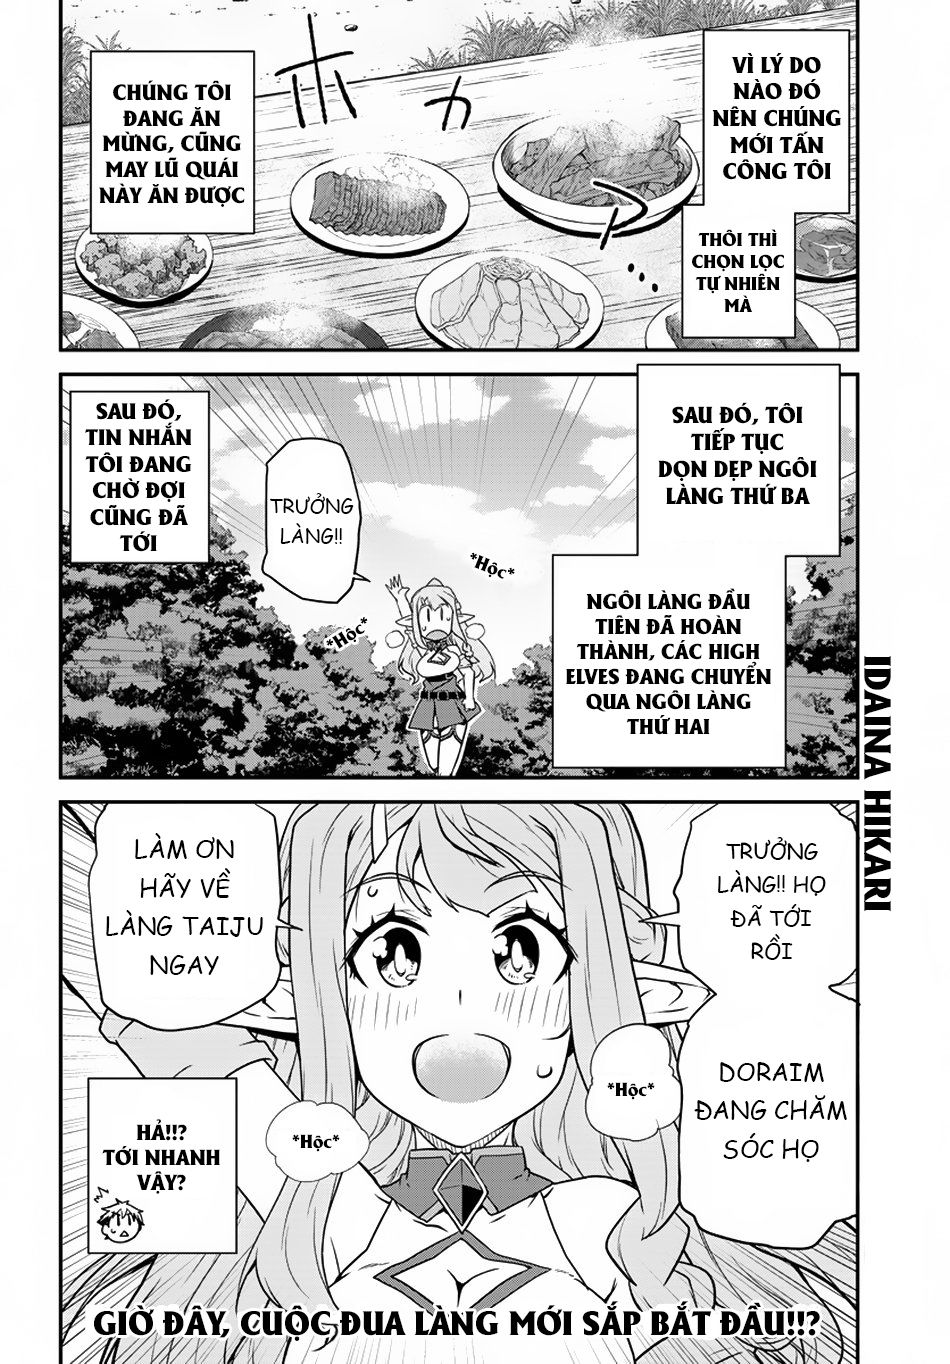 VÌ LÝ DO
NÀO ĐÓ
NÊN CHÚNG
MỚI TẤN
CÔNG TÔI
THÔI THÌ
CHỌN LỌC
TỰ NHIÊN
MÀ
ホカ
CHÚNG TÔI
ĐANG ĂN
MỪNG, CŨNG
MAY LŨ QUÁI
NÀY ĂN ĐƯỢC
SAU ĐÓ, TÔI
TIẾP TỤC
DỌN DẸP NGÔI
LÀNG THỨ BA
NGÔI LÀNG ĐẦU
TIÊN ĐÃ HOÀN
THÀNH, CÁC HIGH
ELVES ĐANG CHUYỂN
QUA NGÔI LÀNG
THỨ HAI
TRƯỞNG
LÀNG!!
*Hộc*
*Hộc*
SAU ĐÓ,
TIN NHẮN
TÔI ĐANG
CHỜ ĐỢI
CŨNG ĐÃ
TỚI
IDAINA HIKARI
TRƯỞNG
LÀNG!! HỌ
ĐÃ TỚI
RỒI
DORAIM
ĐANG CHĂM
SÓC HỌ
*Hộc*
LÀM ƠN
HÃY VỀ
LÀNG TAIJU
NGAY
*Hộc*
HẢ!!?
TỚI NHANH
VẬY?
GIỜ ĐÂY, CUỘC ĐUA LÀNG MỚI SẮP BẮT ĐẦU!!?